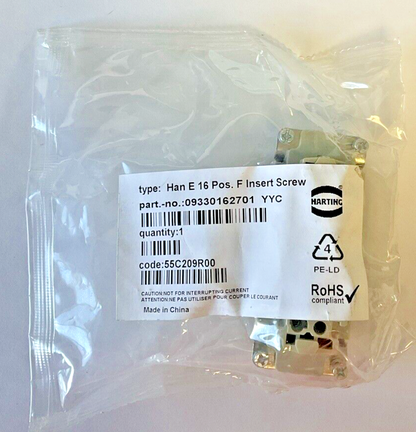 type: Han E 16 Pos. F Insert Screw
part.-no.:09330162701 YYC
HARTING
quantity:1
4
PE-LD
code:55C209R00
RoHS
compliant
CAUTION:NOT FOR INTERRUPTING CURRENT
ATTENTION:NE PAS UTILISER POUR COUPER LE COURANT
Made in China